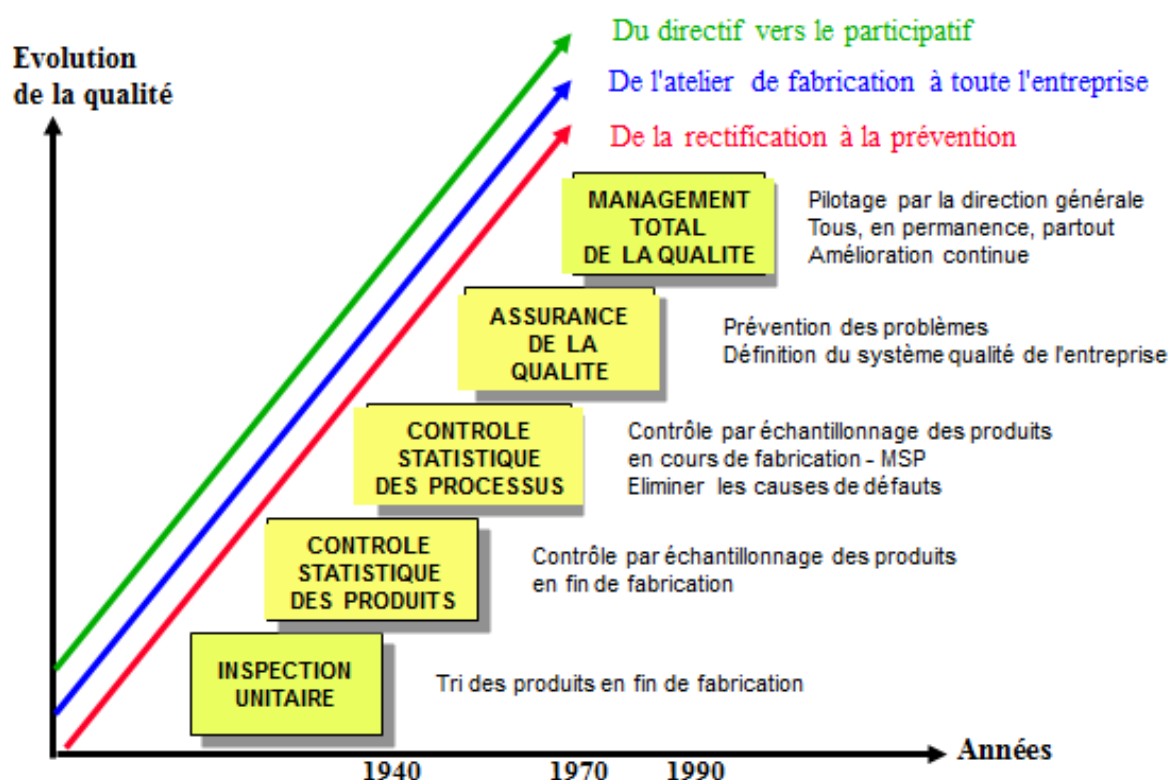 Evolution
de la qualité
Du directif vers le participatif
De l'atelier de fabrication à toute l'entreprise
De la rectification à la prévention
MANAGEMENT
TOTAL
DE LA QUALITE
Pilotage par la direction générale
Tous, en permanence, partout
Amélioration continue
ASSURANCE
DE LA
QUALITE
Prévention des problèmes
Définition du système qualité de l'entreprise
CONTROLE
STATISTIQUE
DES PROCESSUS
Contrôle par échantillonnage des produits
en cours de fabrication - MSP
Eliminer les causes de défauts
CONTROLE
STATISTIQUE
DES PRODUITS
Contrôle par échantillonnage des produits
en fin de fabrication
INSPECTION
UNITAIRE
Tri des produits en fin de fabrication
Années
1940 1970 1990